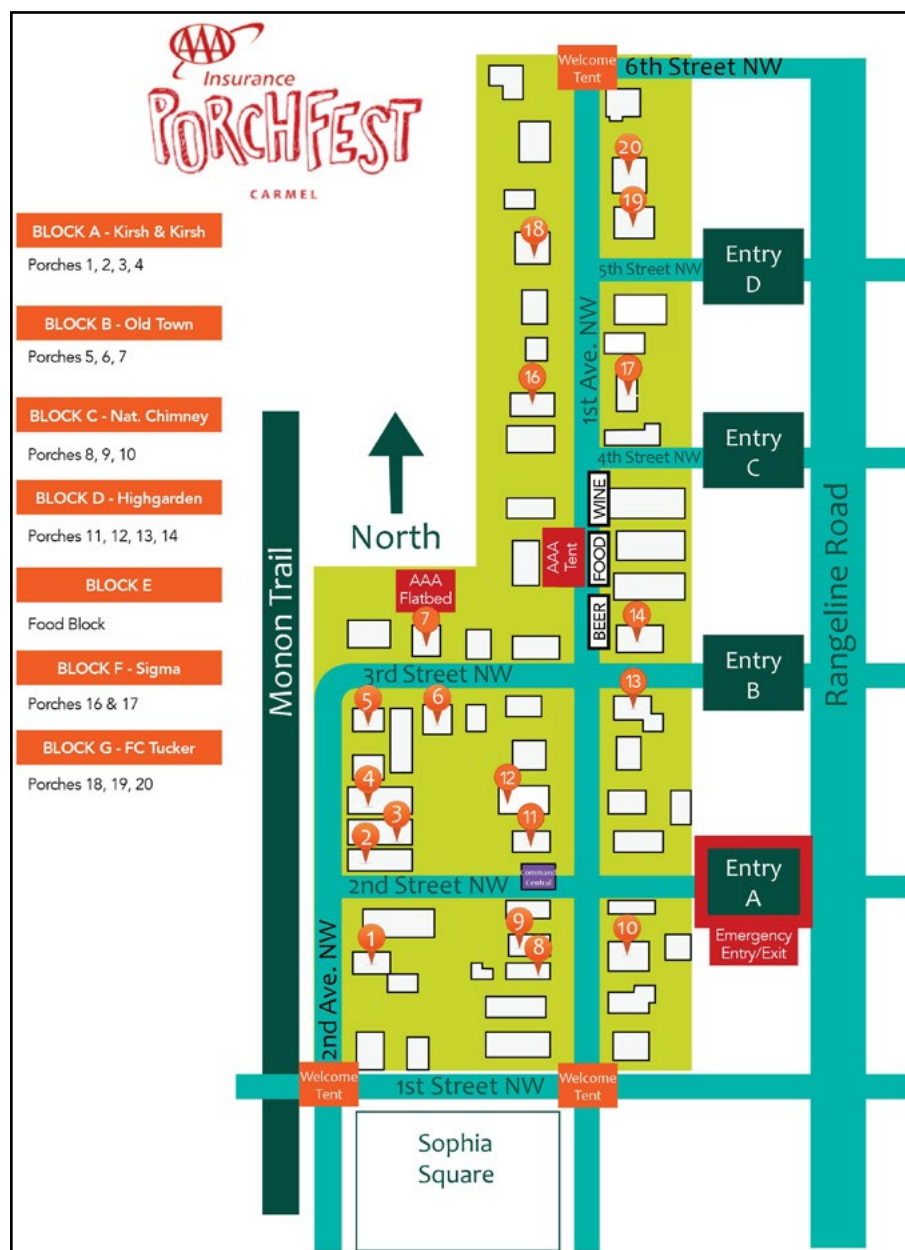 AAA
Insurance
PORCHFEST
CARMEL
BLOCK A - Kirsh & Kirsh
Porches 1, 2, 3, 4
BLOCK B - Old Town
Porches 5, 6, 7
BLOCK C - Nat. Chimney
Porches 8, 9, 10
BLOCK D - Highgarden
Porches 11, 12, 13, 14
BLOCK E
Food Block
BLOCK F - Sigma
Porches 16 & 17
BLOCK G - FC Tucker
Porches 18, 19, 20
Welcome
Tent
6th Street NW
20
19
18
5th Street NW
Entry
D
1st Ave. NW
17
16
4th Street NW
Entry
C
Rangeline Road
North
Monon Trail
WINE
AAA
Tent
FOOD
BEER
AAA
Flatbed
7
14
3rd Street NW
Entry
B
13
5
6
4
12
3
11
2
Command
Central
2nd Street NW
Entry
A
Emergency
Entry/Exit
2nd Ave. NW
1
9
8
10
Welcome
Tent
1st Street NW
Welcome
Tent
Sophia
Square